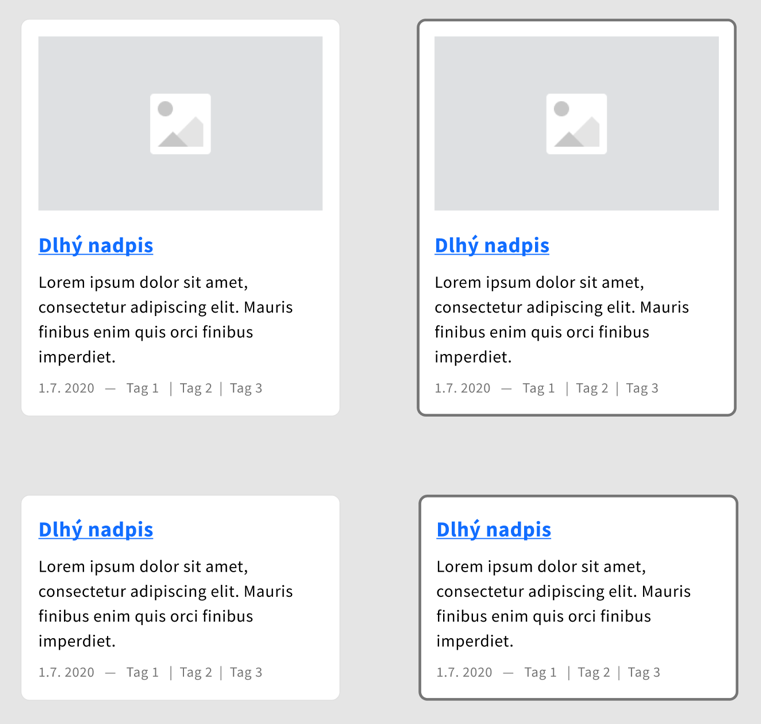 Dlhý nadpis
Lorem ipsum dolor sit amet,
consectetur adipiscing elit. Mauris
finibus enim quis orci finibus
imperdiet.
1.7. 2020 — Tag 1 | Tag 2 | Tag 3
Dlhý nadpis
Lorem ipsum dolor sit amet,
consectetur adipiscing elit. Mauris
finibus enim quis orci finibus
imperdiet.
1.7. 2020 — Tag 1 | Tag 2 | Tag 3
Dlhý nadpis
Lorem ipsum dolor sit amet,
consectetur adipiscing elit. Mauris
finibus enim quis orci finibus
imperdiet.
1.7. 2020 — Tag 1 | Tag 2 | Tag 3
Dlhý nadpis
Lorem ipsum dolor sit amet,
consectetur adipiscing elit. Mauris
finibus enim quis orci finibus
imperdiet.
1.7. 2020 — Tag 1 | Tag 2 | Tag 3